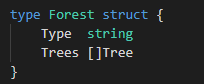 type Forest struct {
    Type  string
    Trees []Tree
}